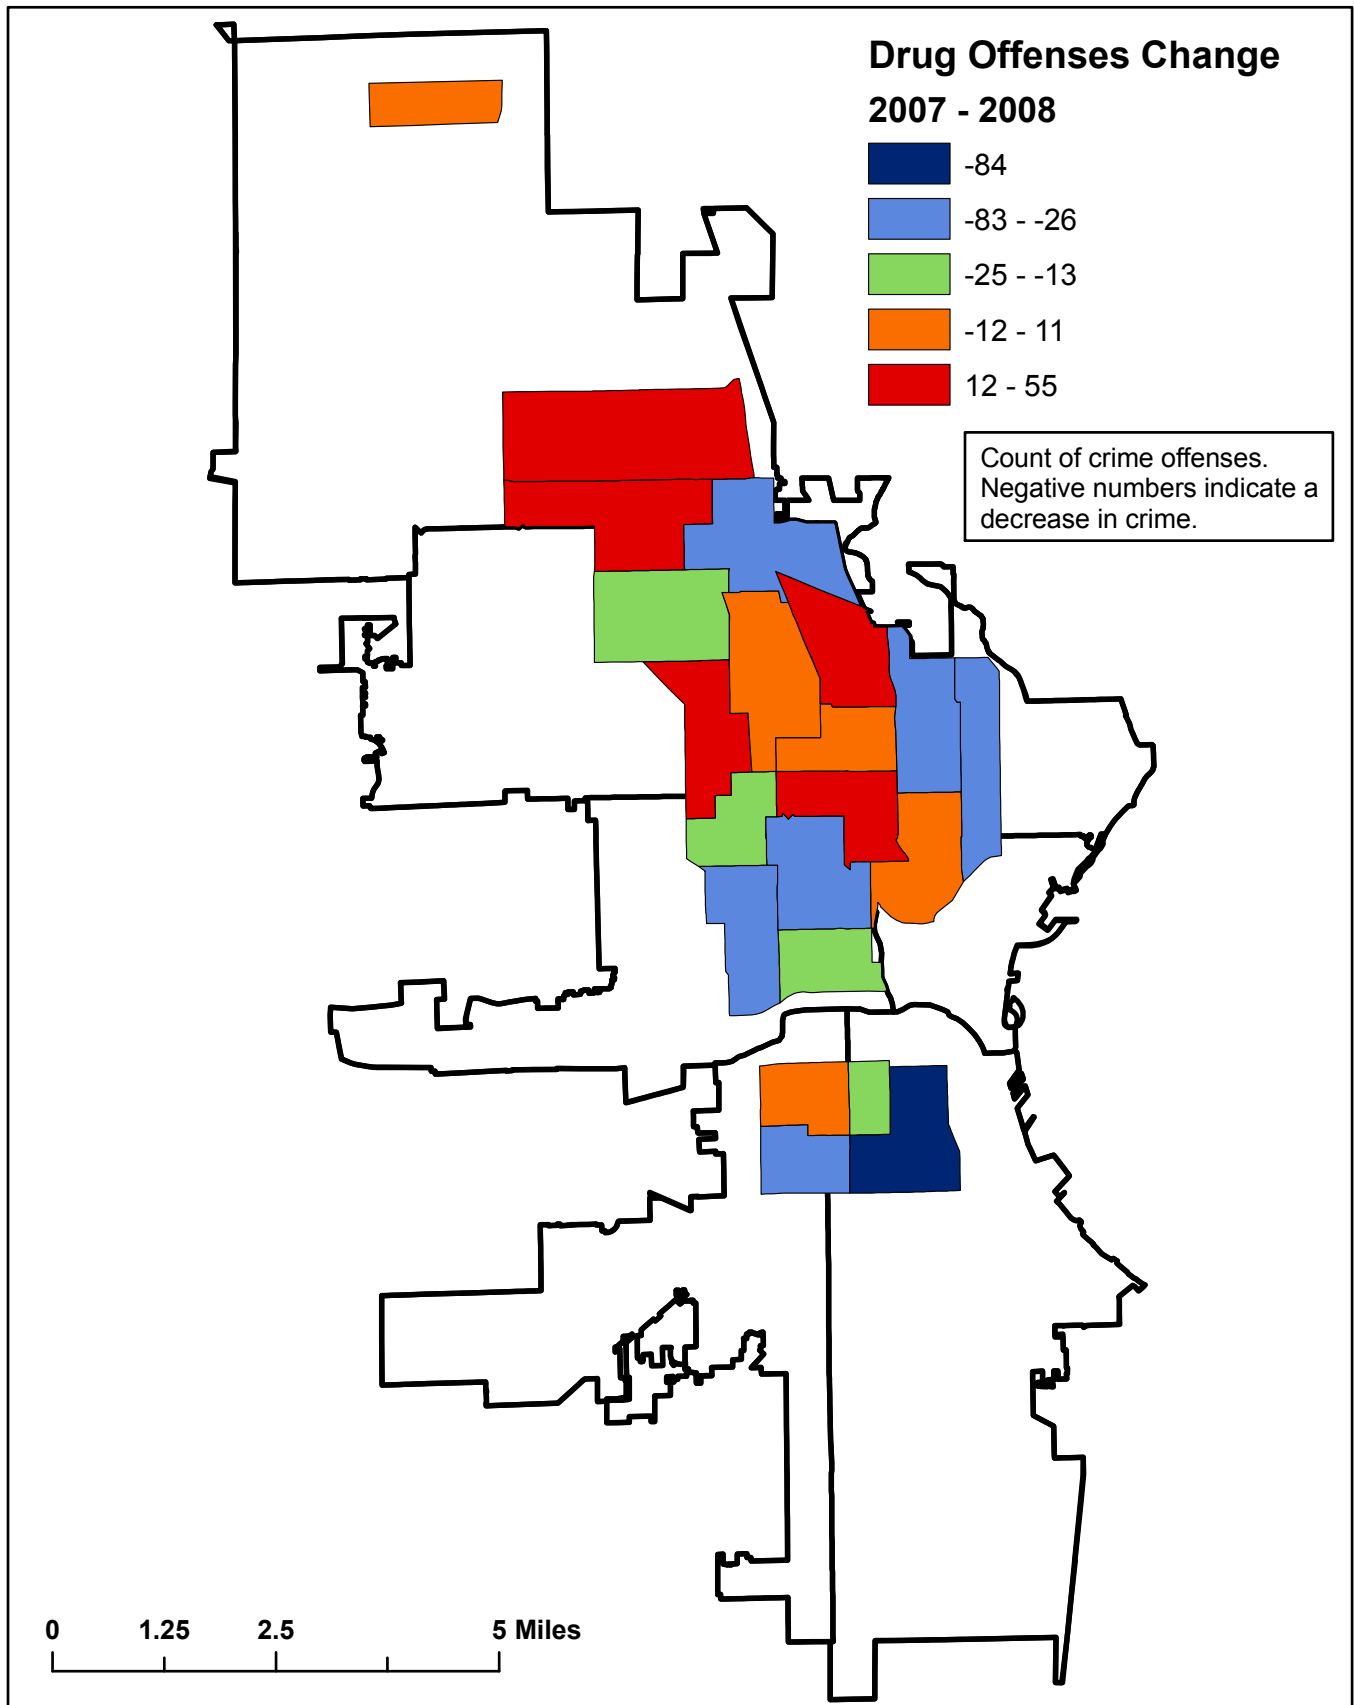 Drug Offenses Change
2007 - 2008
-84
-83 - -26
-25 - -13
-12 - 11
12 - 55
Count of crime offenses.
Negative numbers indicate a
decrease in crime.
0 1.25 2.5 5 Miles